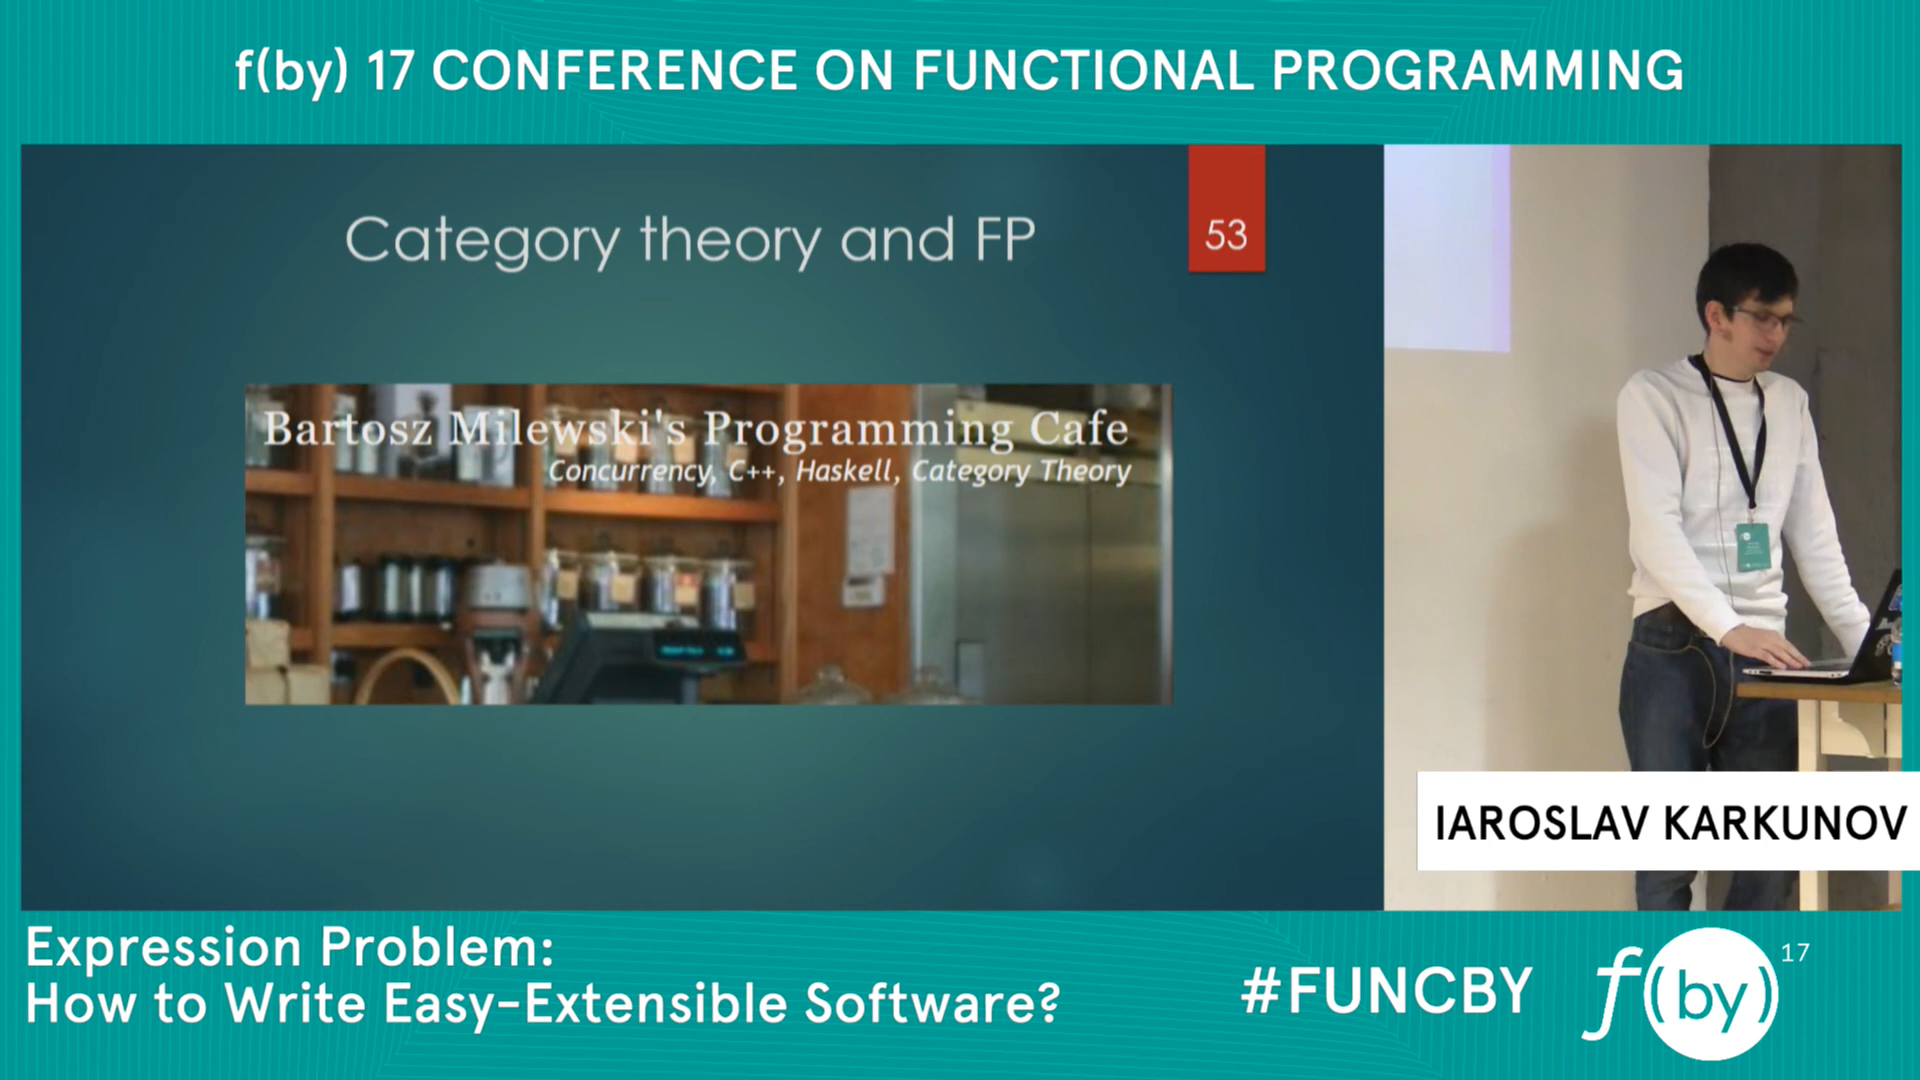 f(by) 17 CONFERENCE ON FUNCTIONAL PROGRAMMING
Category theory and FP
53
Bartosz Milewski's Programming Cafe
Concurrency, C++, Haskell, Category Theory
IAROSLAV KARKUNOV
Expression Problem:
How to Write Easy-Extensible Software?
#FUNCBY
f(by) 17